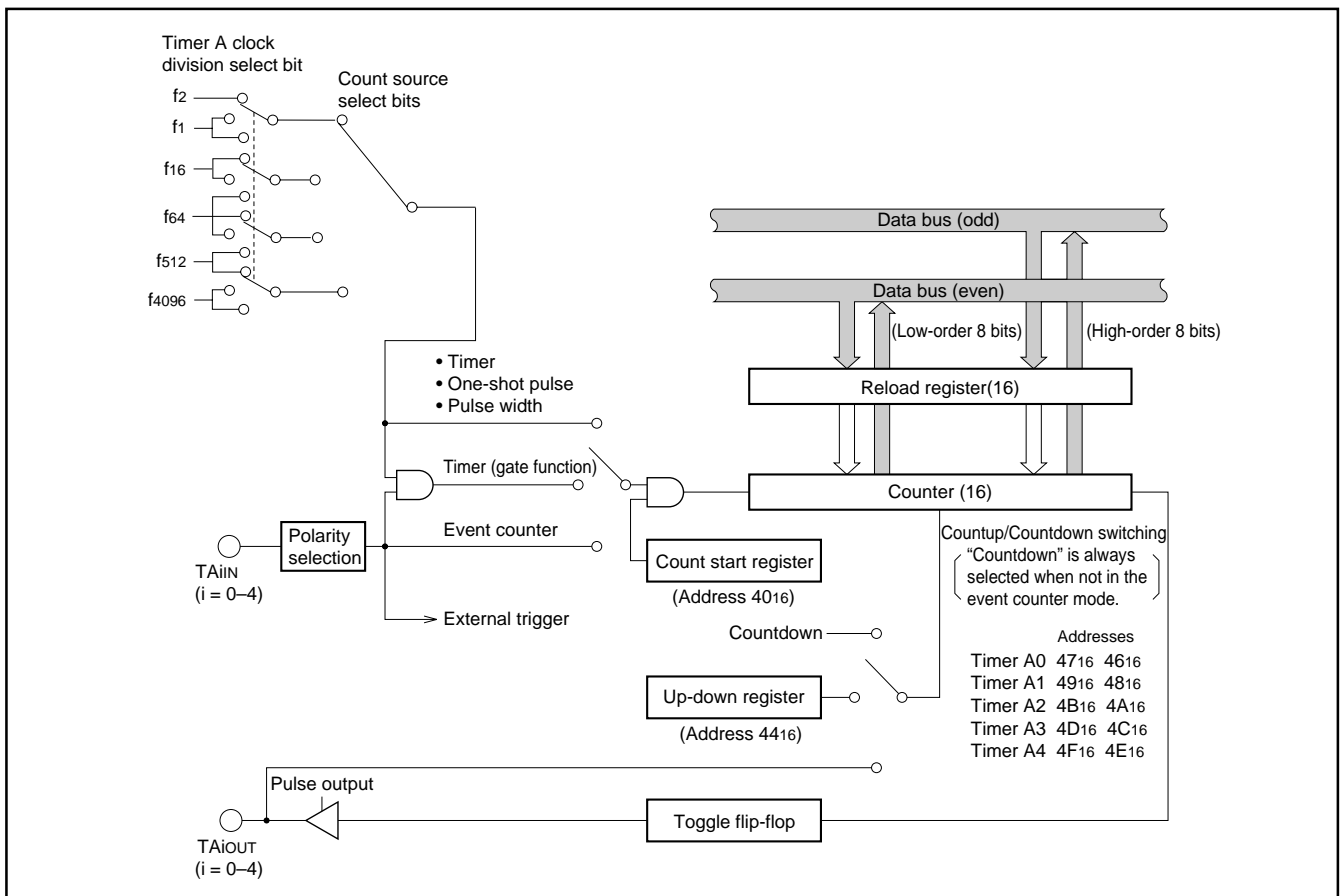 Timer A clock
division select bit
Count source
select bits
f2
f1
f16
f64
f512
f4096
Data bus (odd)
Data bus (even)
(Low-order 8 bits)
(High-order 8 bits)
• Timer
• One-shot pulse
• Pulse width
Reload register(16)
Timer (gate function)
Counter (16)
Polarity
selection
Event counter
TAiIN
(i = 0–4)
Count start register
(Address 4016)
Countup/Countdown switching
“Countdown” is always
selected when not in the
event counter mode.
External trigger
Countdown
Addresses
Timer A0 4716 4616
Timer A1 4916 4816
Timer A2 4B16 4A16
Timer A3 4D16 4C16
Timer A4 4F16 4E16
Up-down register
(Address 4416)
Pulse output
Toggle flip-flop
TAiOUT
(i = 0–4)